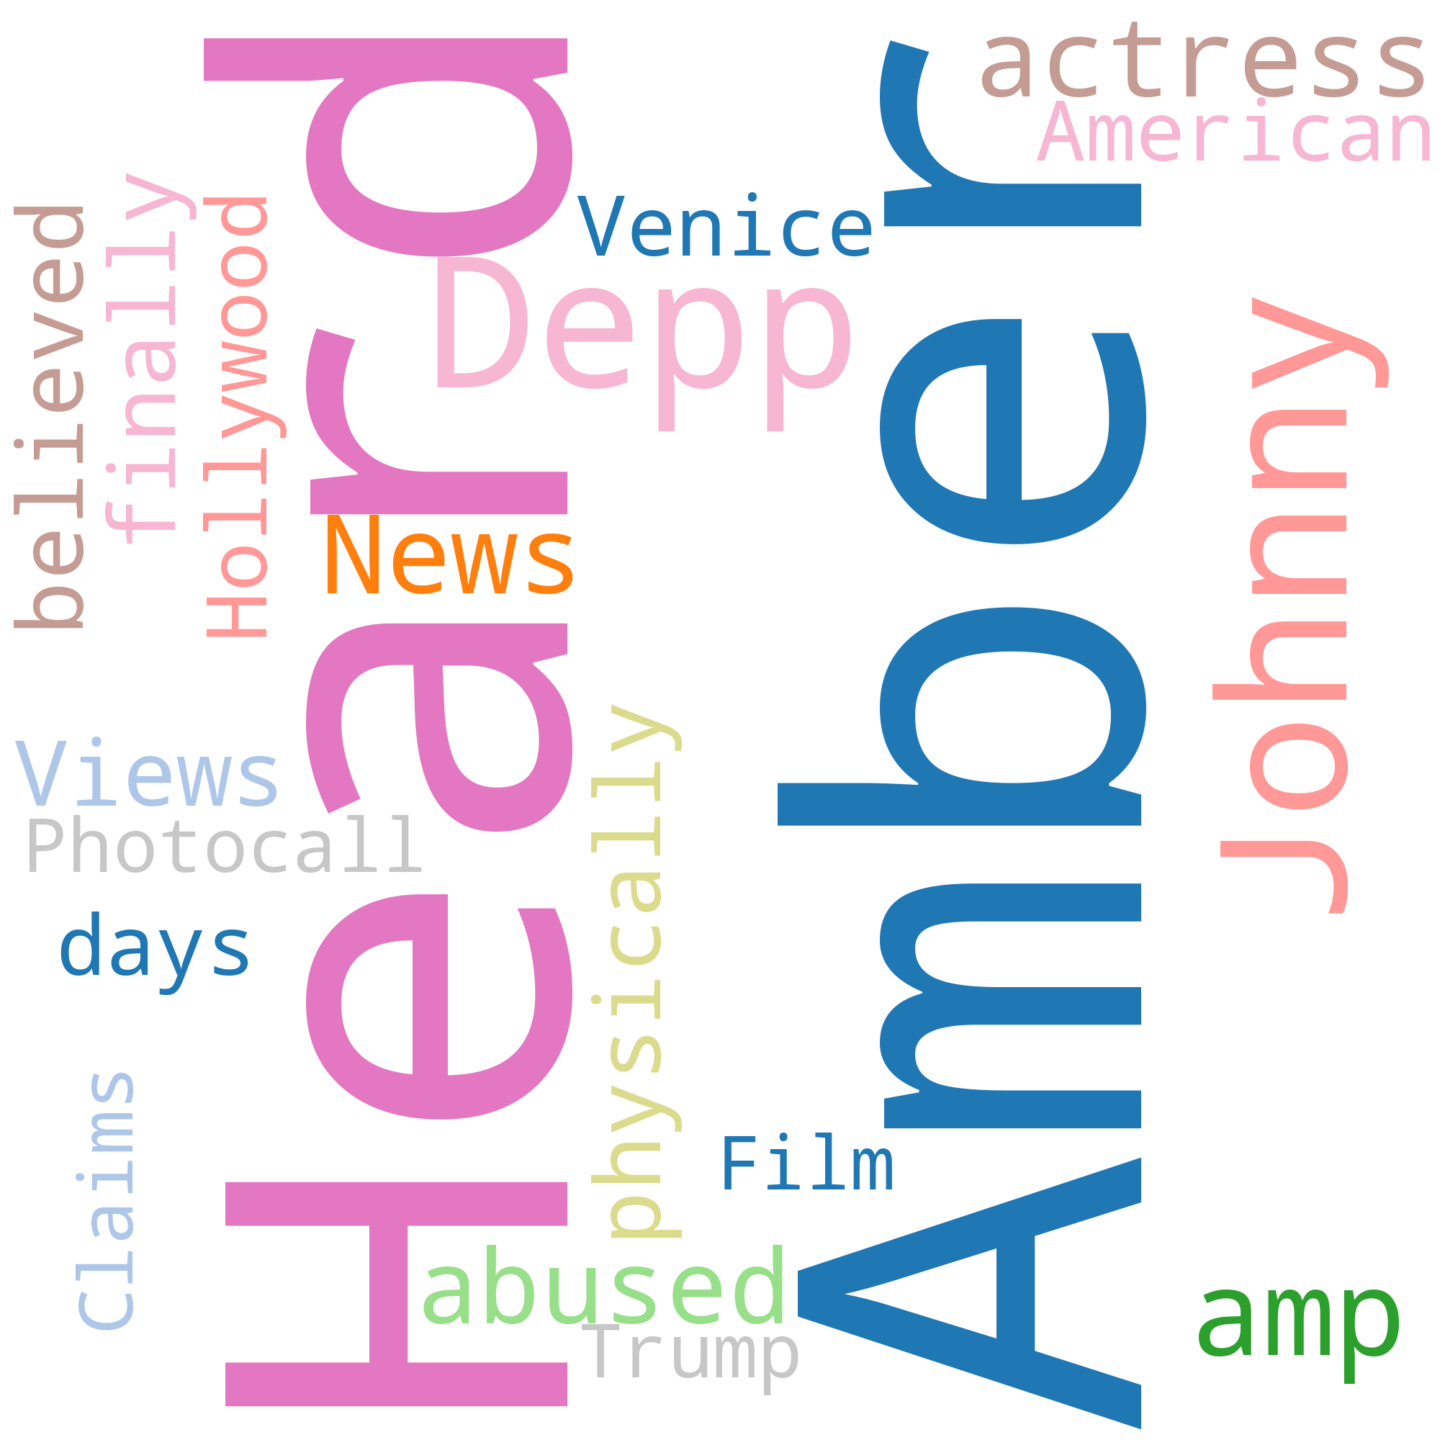 actress
American
Venice
Depp
Heard
Amber
believed
finally
Hollywood
Johnny
News
Views
Photocall
physically
days
Claims
Film
abused
Trump
amp